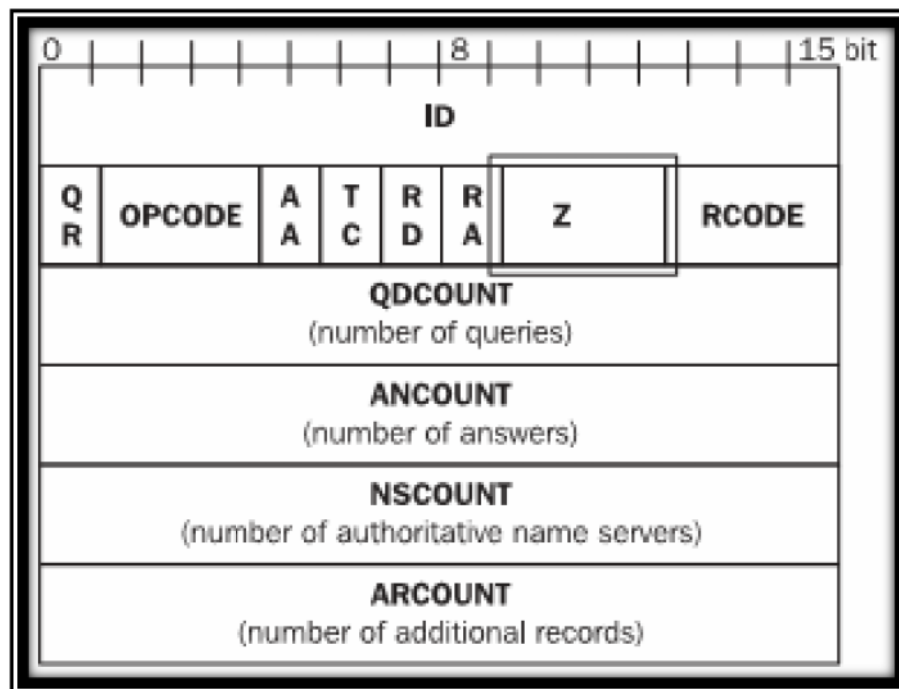 0 8 15 bit
ID
Q R OPCODE A A T C R D R A Z RCODE
QDCOUNT
(number of queries)
ANCOUNT
(number of answers)
NSCOUNT
(number of authoritative name servers)
ARCOUNT
(number of additional records)